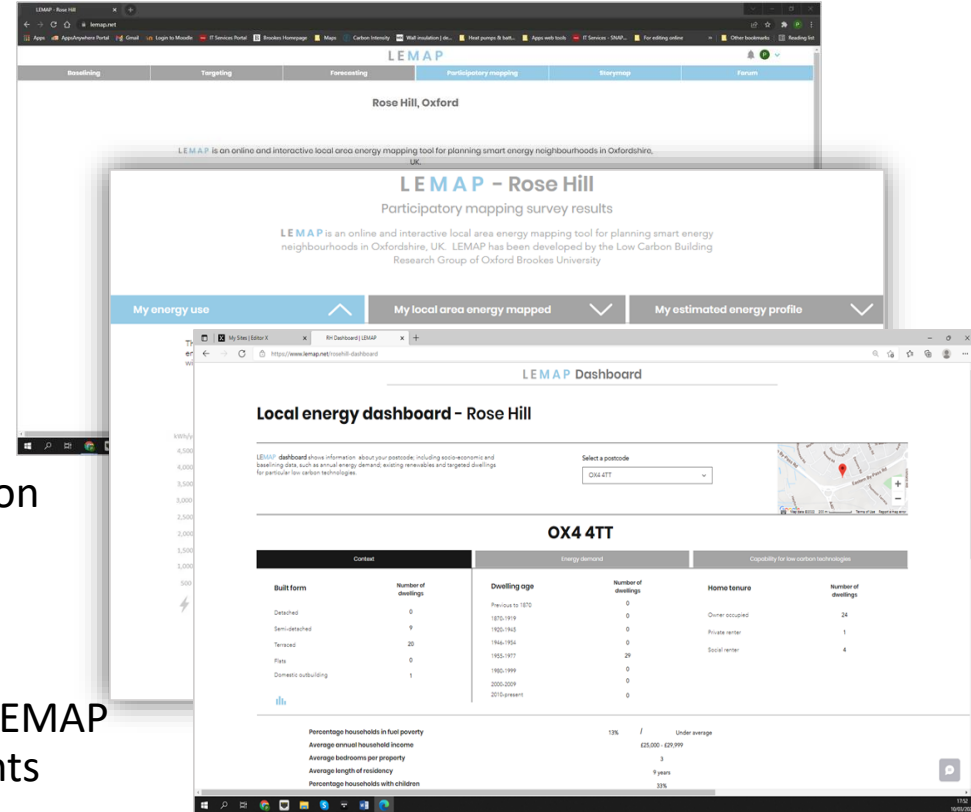 LEMAP - Rose Hill
lemap.net
Apps
AppsAnywhere Portal
Gmail
Login to Moodle
IT Services Portal
Brookes Homepage
Maps
Carbon Intensity
Wall insulation | de...
Heat pumps & batt...
Apps web tools
IT Services - SNAP...
For editing online
Other bookmarks
Reading list
LEMAP
Baselining
Targeting
Forecasting
Participatory mapping
Storymap
Forum
Rose Hill, Oxford
LEMAP is an online and interactive local area energy mapping tool for planning smart energy neighbourhoods in Oxfordshire,
UK.
LEMAP - Rose Hill
Participatory mapping survey results
LEMAP is an online and interactive local area energy mapping tool for planning smart energy
neighbourhoods in Oxfordshire, UK. LEMAP has been developed by the Low Carbon Building
Research Group of Oxford Brookes
University
My energy use
My local area energy mapped
My estimated energy profile
kWh/y
4,500
4,000
3,500
3,000
2,500
2,000
1,500
1,000
500
on
LEMAP
nts
My Sites | Editor X
RH Dashboard | LEMAP
https://www.lemap.net/rosehill-dashboard
LEMAP Dashboard
Local energy dashboard - Rose Hill
LEMAP dashboard shows information about your postcode; including socio-economic and
baselining data, such as annual energy demand, existing renewables and targeted dwellings
for particular low carbon technologies.
Select a postcode
OX4 4TT
Eastern By-Pass Rd
OX4 4TT
Context
Energy demand
Capability for low carbon technologies
Built form
Number of
dwellings
Detached 0
Semi-detached 9
Terraced 20
Flats 0
Domestic outbuilding 1
Dwelling age
Number of
dwellings
Previous to 1870 0
1870-1919 0
1920-1945 0
1946-1954 0
1955-1977 29
1980-1999 0
2000-2009 0
2010-present 0
Home tenure
Number of
dwellings
Owner occupied 24
Private renter 1
Social renter 4
Percentage households in fuel poverty 13% / Under average
Average annual household income £25,000 - £29,999
Average bedrooms per property 3
Average length of residency 9 years
Percentage households with children 33%
17:52